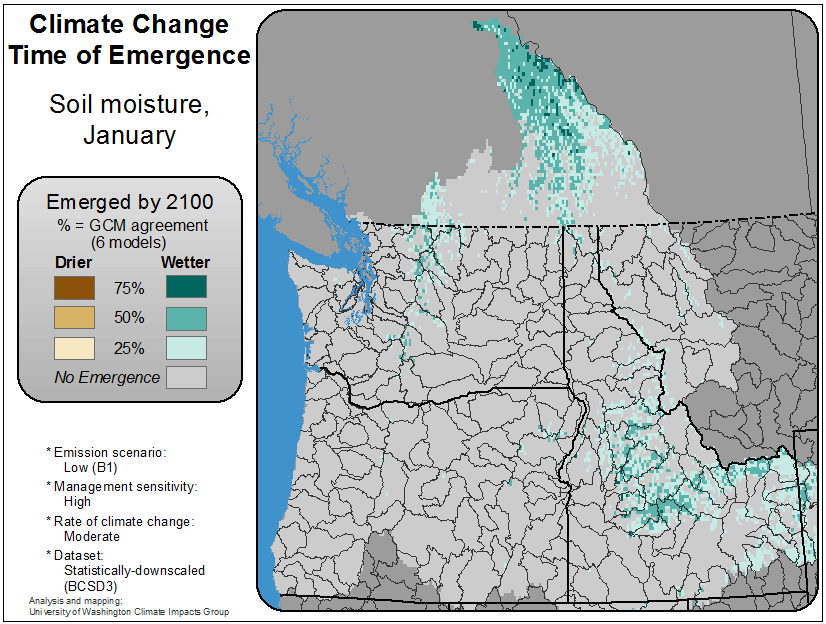 Climate Change
Time of Emergence
Soil moisture,
January
Emerged by 2100
% = GCM agreement
(6 models)
Drier Wetter
75%
50%
25%
No Emergence
* Emission scenario:
Low (B1)
* Management sensitivity:
High
* Rate of climate change:
Moderate
* Dataset:
Statistically-downscaled
(BCSD3)
Analysis and mapping:
University of Washington Climate Impacts Group